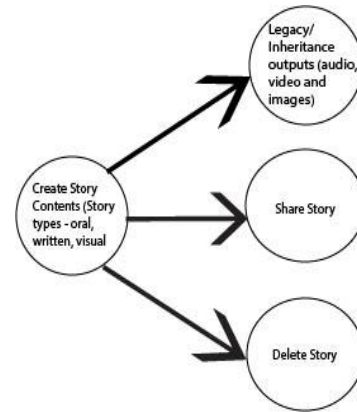 Legacy/
Inheritance
outputs (audio,
video and
images)
Create Story
Contents (Story
types - oral,
written, visual
Share Story
Delete Story